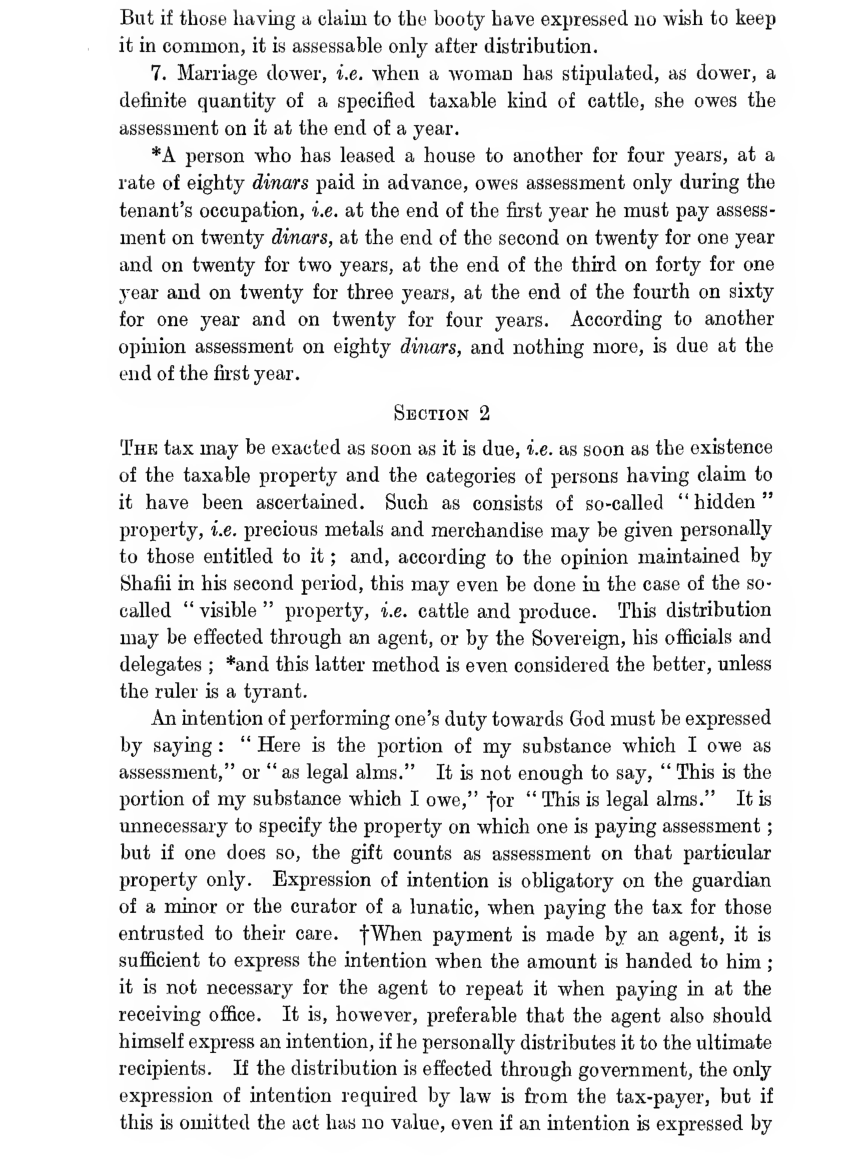 But if those having a claim to the booty have expressed no wish to keep
it in common, it is assessable only after distribution.
7. Marriage dower, i.e. when a woman has stipulated, as dower, a
definite quantity of a specified taxable kind of cattle, she owes the
assessment on it at the end of a year.
*A person who has leased a house to another for four years, at a
rate of eighty dinars paid in advance, owes assessment only during the
tenant's occupation, i.e. at the end of the first year he must pay assess-
ment on twenty dinars, at the end of the second on twenty for one year
and on twenty for two years, at the end of the third on forty for one
year and on twenty for three years, at the end of the fourth on sixty
for one year and on twenty for four years. According to another
opinion assessment on eighty dinars, and nothing more, is due at the
end of the first year.
SECTION 2
THE tax may be exacted as soon as it is due, i.e. as soon as the existence
of the taxable property and the categories of persons having claim to
it have been ascertained. Such as consists of so-called "hidden"
property, i.e. precious metals and merchandise may be given personally
to those entitled to it; and, according to the opinion maintained by
Shafii in his second period, this may even be done in the case of the so-
called "visible" property, i.e. cattle and produce. This distribution
may be effected through an agent, or by the Sovereign, his officials and
delegates; *and this latter method is even considered the better, unless
the ruler is a tyrant.
An intention of performing one's duty towards God must be expressed
by saying: "Here is the portion of my substance which I owe as
assessment," or "as legal alms." It is not enough to say, "This is the
portion of my substance which I owe," †or "This is legal alms." It is
unnecessary to specify the property on which one is paying assessment;
but if one does so, the gift counts as assessment on that particular
property only. Expression of intention is obligatory on the guardian
of a minor or the curator of a lunatic, when paying the tax for those
entrusted to their care. †When payment is made by an agent, it is
sufficient to express the intention when the amount is handed to him;
it is not necessary for the agent to repeat it when paying in at the
receiving office. It is, however, preferable that the agent also should
himself express an intention, if he personally distributes it to the ultimate
recipients. If the distribution is effected through government, the only
expression of intention required by law is from the tax-payer, but if
this is omitted the act has no value, even if an intention is expressed by